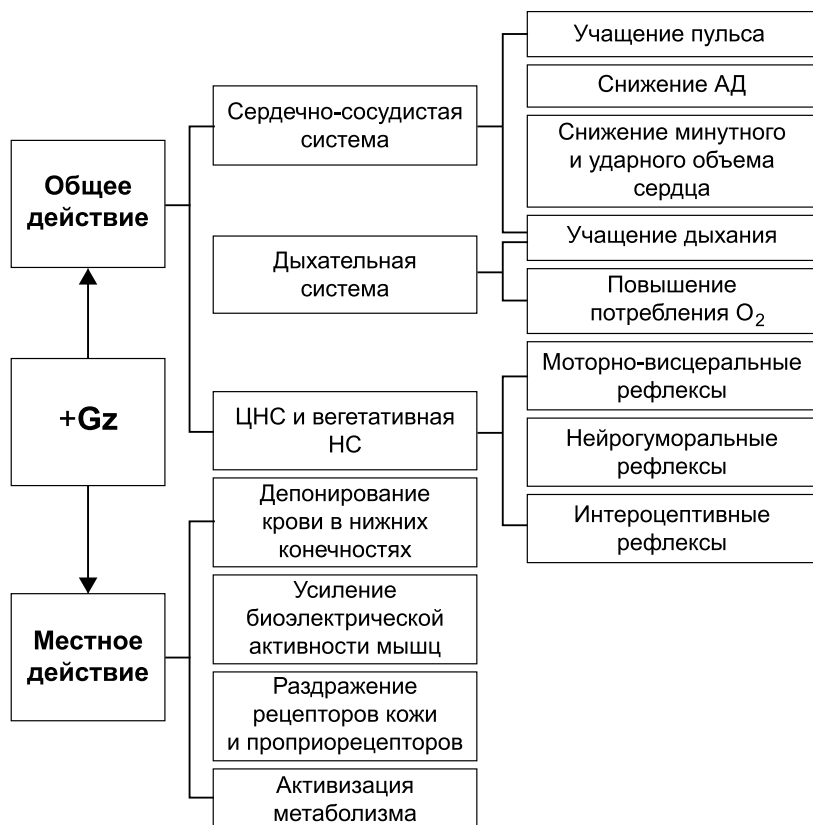 Общее
действие
+Gz
Местное
действие
Сердечно-сосудистая
система
Дыхательная
система
ЦНС и вегетативная
НС
Депонирование
крови в нижних
конечностях
Усиление
биоэлектрической
активности мышц
Раздражение
рецепторов кожи
и проприорецепторов
Активизация
метаболизма
Учащение пульса
Снижение АД
Снижение минутного
и ударного объема
сердца
Учащение дыхания
Повышение
потребления O₂
Моторно-висцеральные
рефлексы
Нейрогуморальные
рефлексы
Интероцептивные
рефлексы